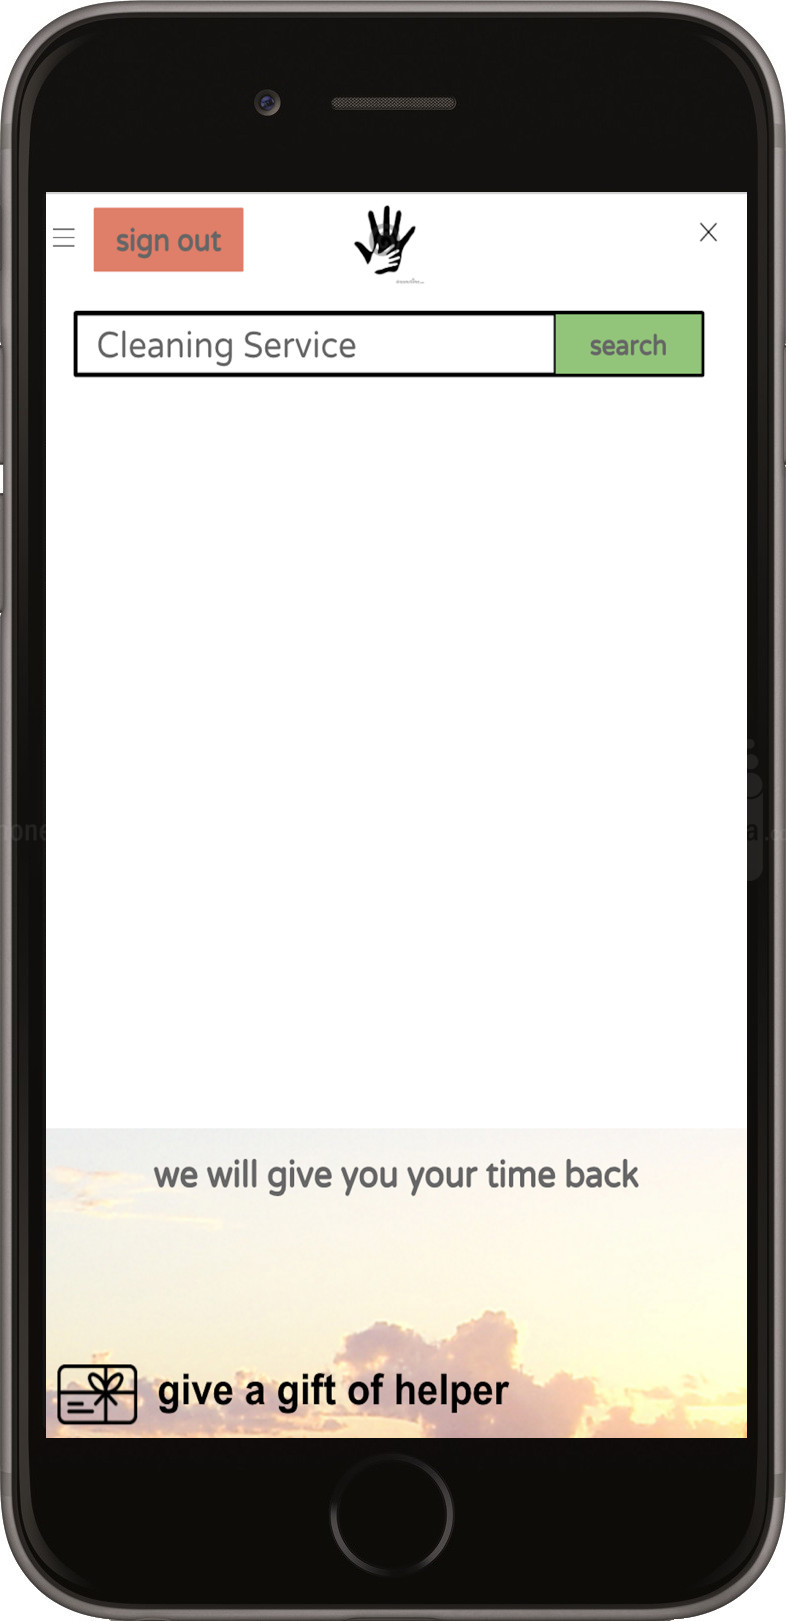 sign out
Cleaning Service
search
we will give you your time back
give a gift of helper